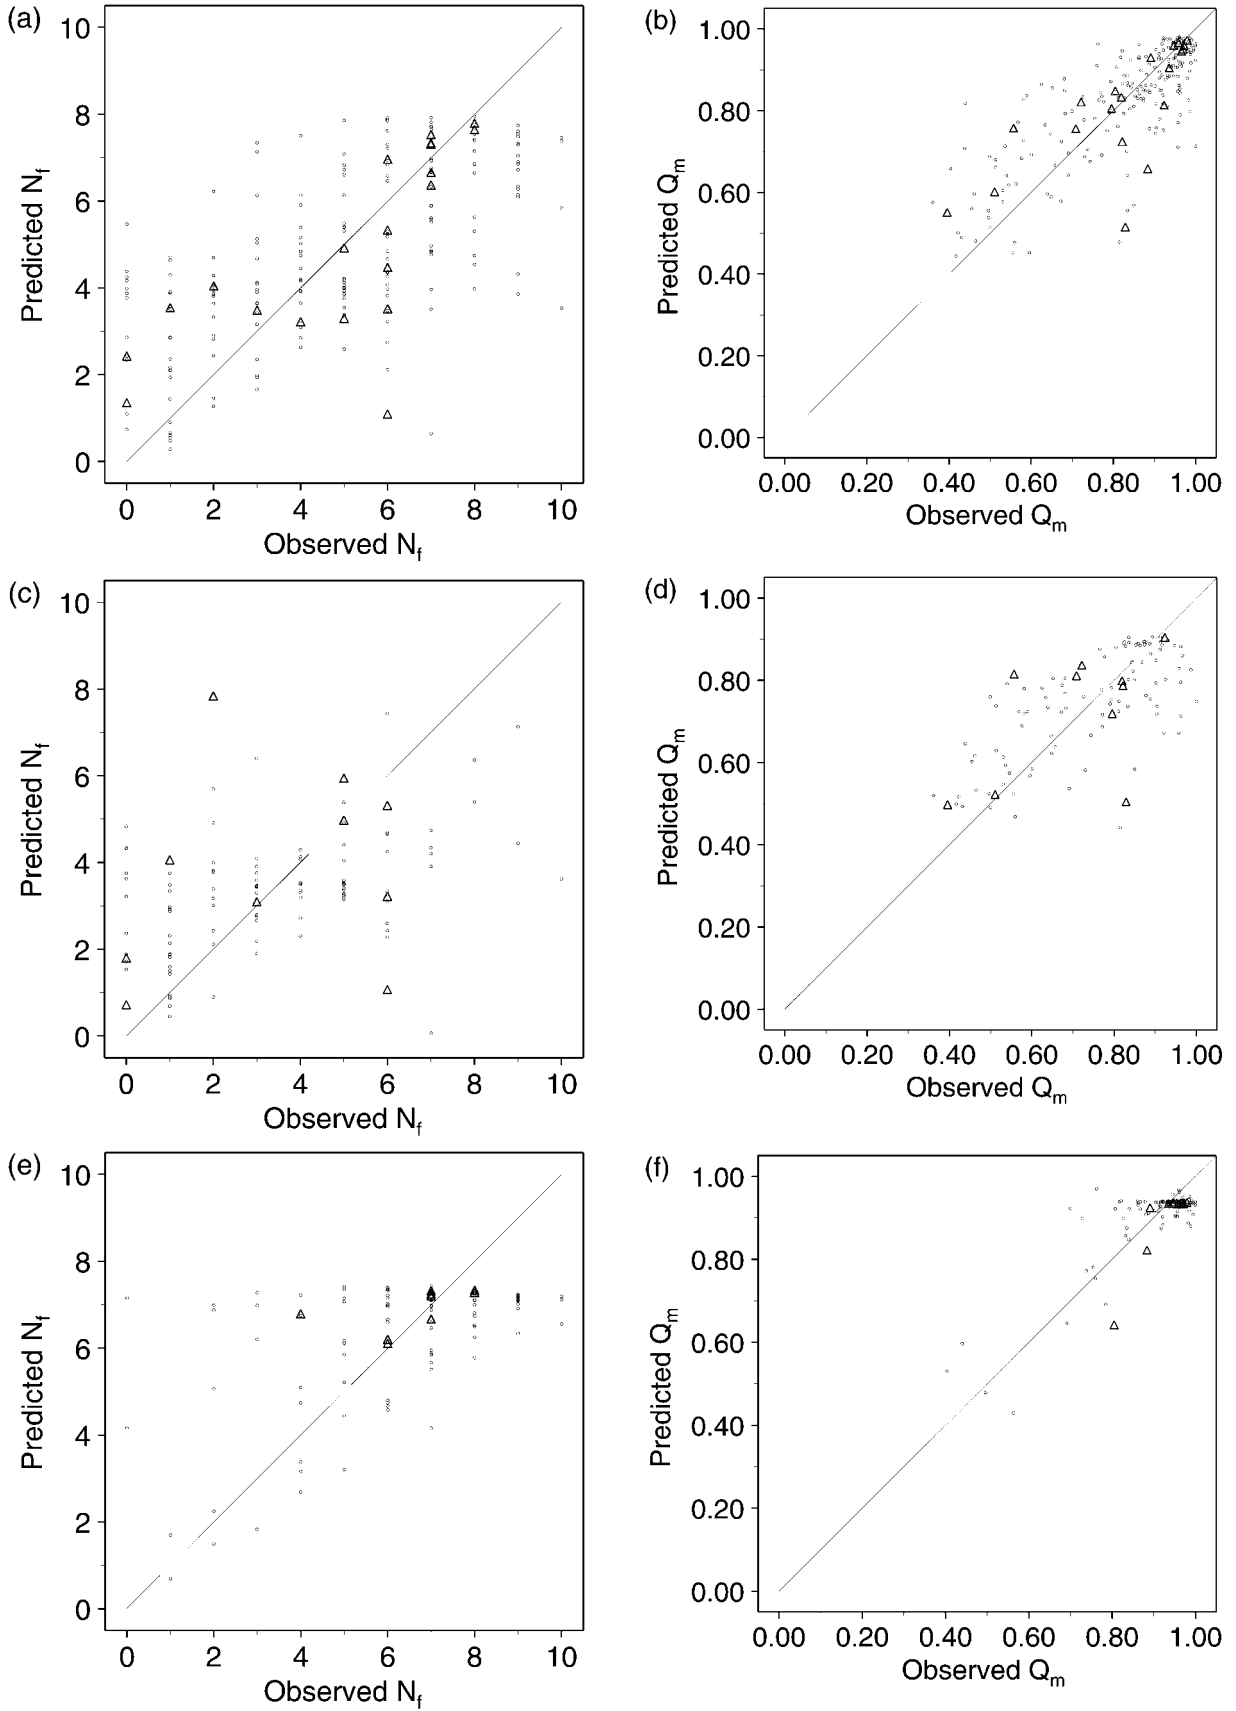 (a)
10
8
6
4
2
0
Predicted Nf
0 2 4 6 8 10
Observed Nf
(b)
1.00
0.80
0.60
0.40
0.20
0.00
Predicted Qm
0.00 0.20 0.40 0.60 0.80 1.00
Observed Qm
(c)
10
8
6
4
2
0
Predicted Nf
0 2 4 6 8 10
Observed Nf
(d)
1.00
0.80
0.60
0.40
0.20
0.00
Predicted Qm
0.00 0.20 0.40 0.60 0.80 1.00
Observed Qm
(e)
10
8
6
4
2
0
Predicted Nf
0 2 4 6 8 10
Observed Nf
(f)
1.00
0.80
0.60
0.40
0.20
0.00
Predicted Qm
0.00 0.20 0.40 0.60 0.80 1.00
Observed Qm